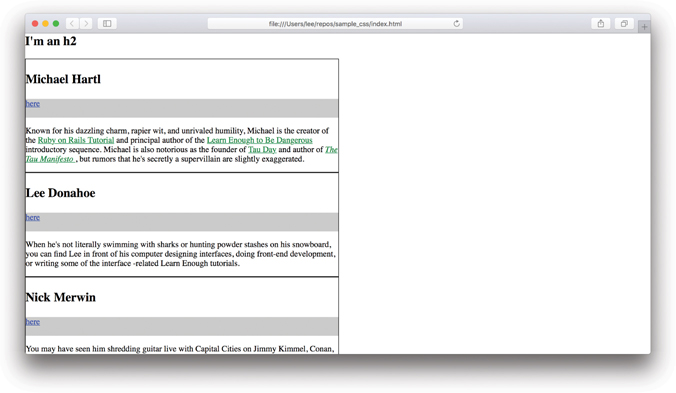 file:///Users/lee/repos/sample_css/index.html
I'm an h2
Michael Hartl
here
Known for his dazzling charm, rapier wit, and unrivaled humility, Michael is the creator of
the Ruby on Rails Tutorial and principal author of the Learn Enough to Be Dangerous
introductory sequence. Michael is also notorious as the founder of Tau Day and author of The
Tau Manifesto , but rumors that he's secretly a supervillain are slightly exaggerated.
Lee Donahoe
here
When he's not literally swimming with sharks or hunting powder stashes on his snowboard,
you can find Lee in front of his computer designing interfaces, doing front-end development,
or writing some of the interface -related Learn Enough tutorials.
Nick Merwin
here
You may have seen him shredding guitar live with Capital Cities on Jimmy Kimmel, Conan,